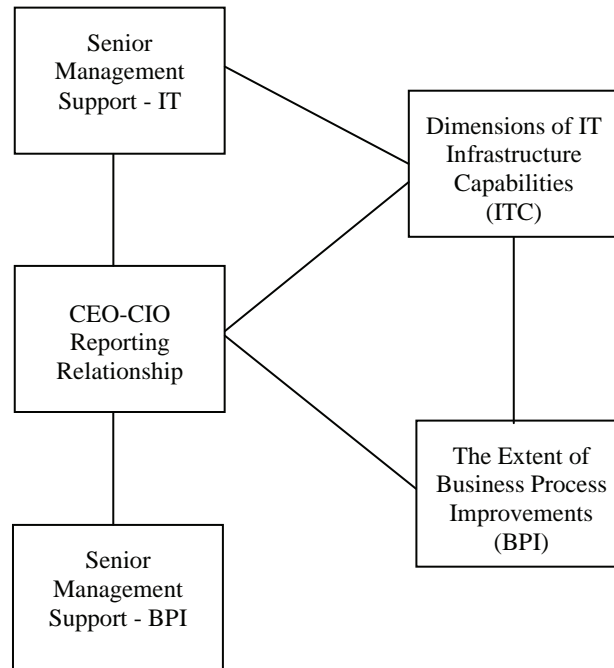 Senior
Management
Support - IT
Dimensions of IT
Infrastructure
Capabilities
(ITC)
CEO-CIO
Reporting
Relationship
The Extent of
Business Process
Improvements
(BPI)
Senior
Management
Support - BPI